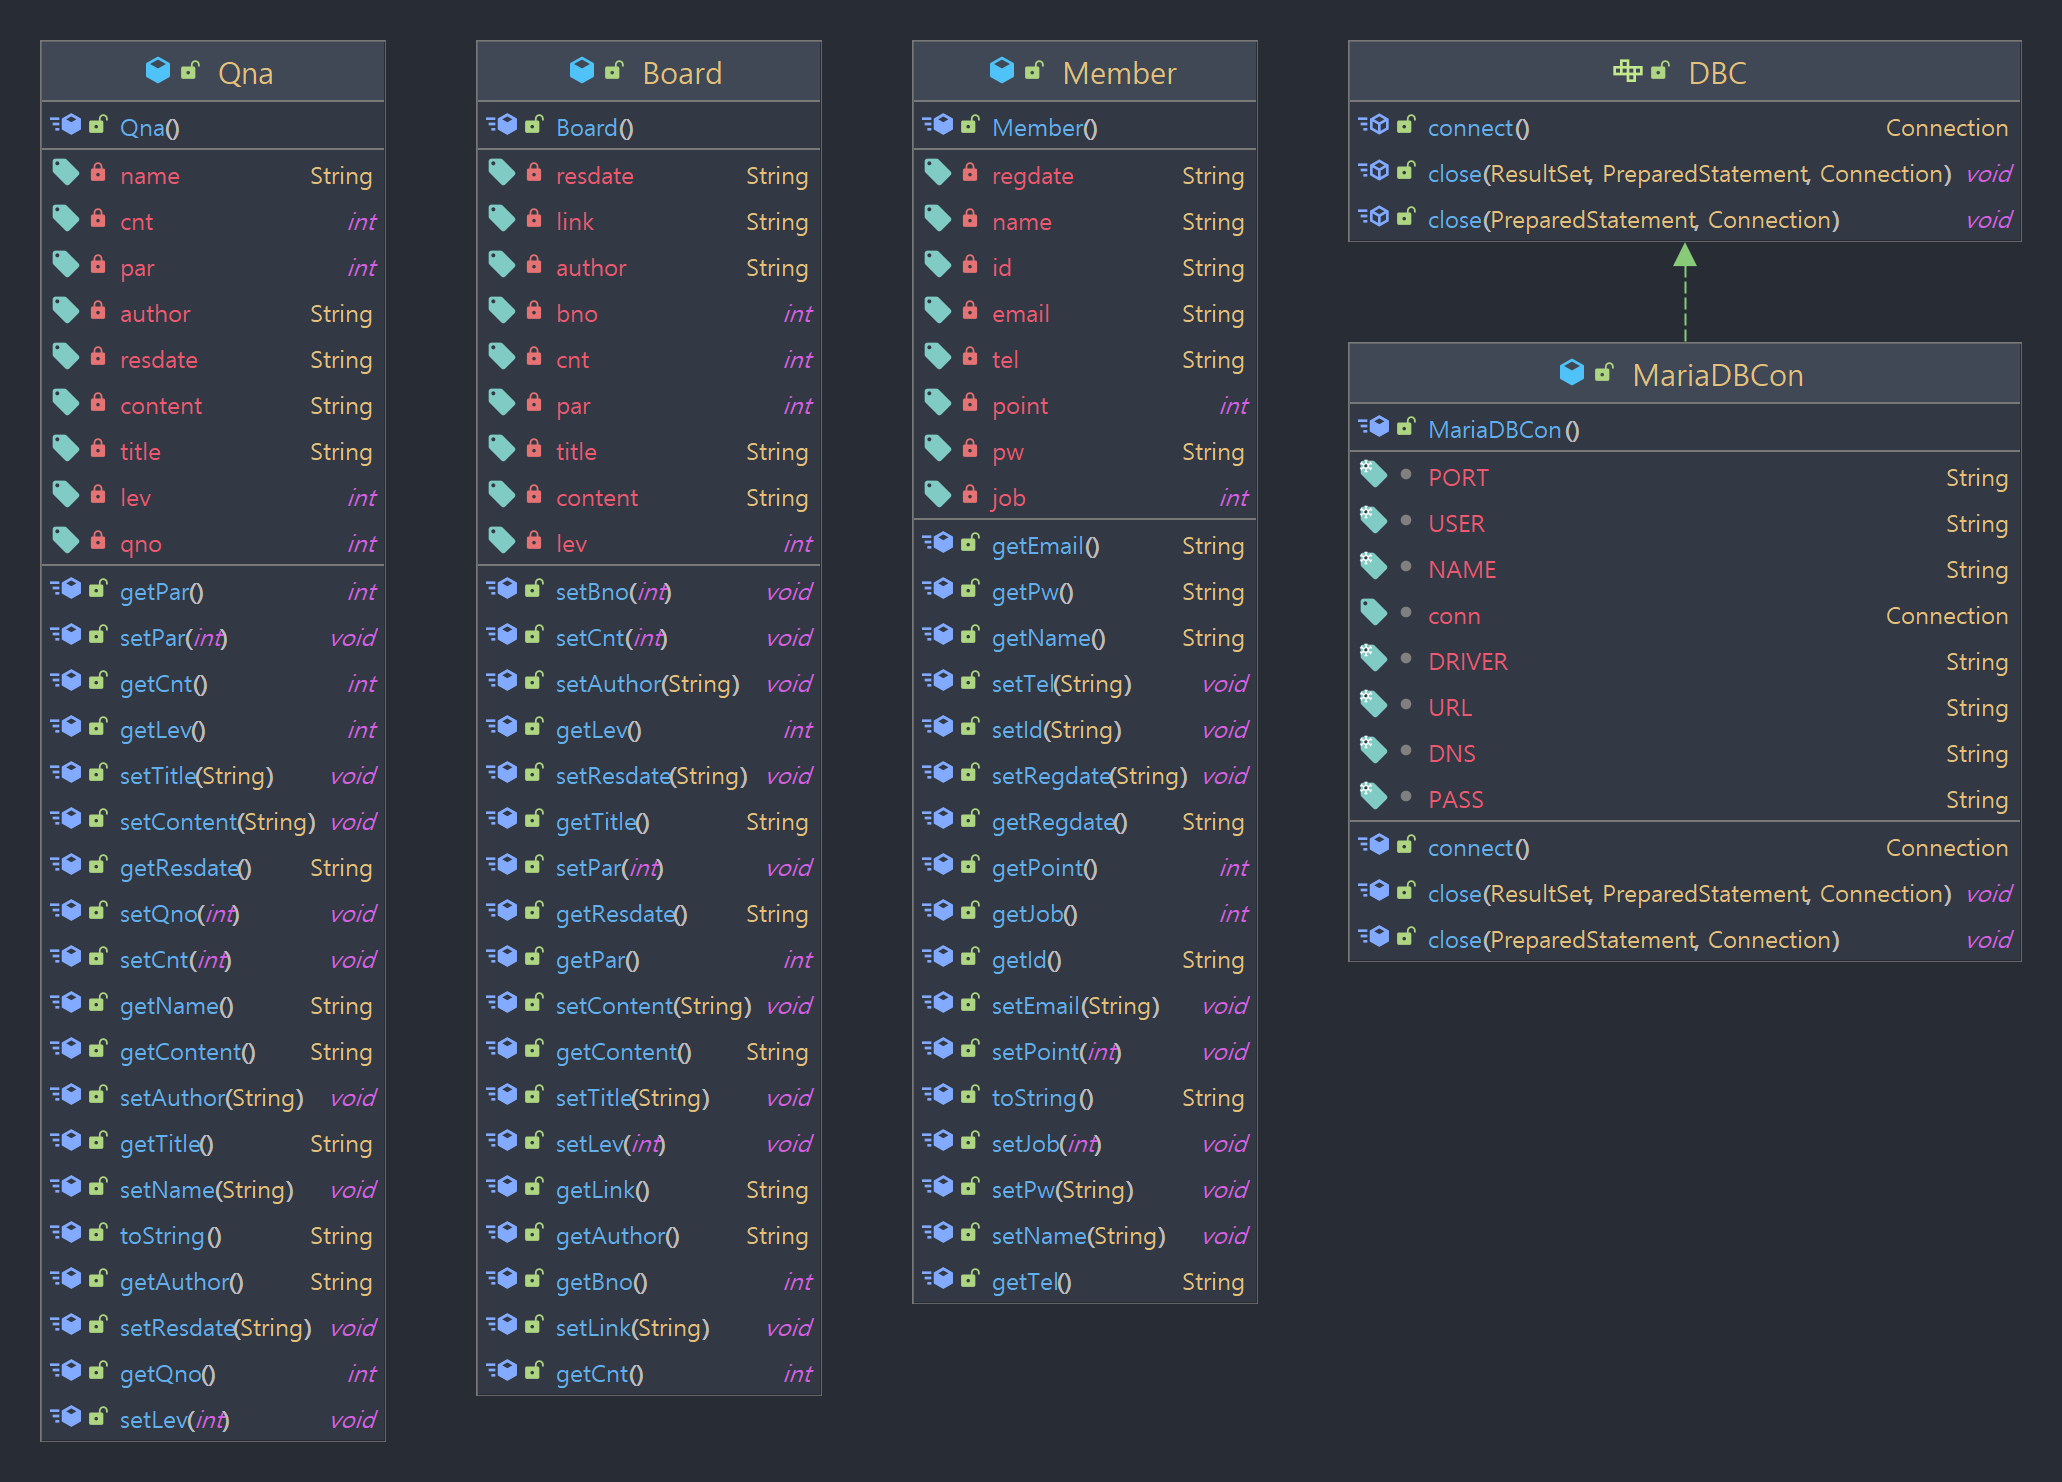 Qna
Qna()
name String
cnt int
par int
author String
resdate String
content String
title String
lev int
qno int
getPar() int
setPar(int) void
getCnt() int
getLev() int
setTitle(String) void
setContent(String) void
getResdate() String
setQno(int) void
setCnt(int) void
getName() String
getContent() String
setAuthor(String) void
getTitle() String
setName(String) void
toString() String
getAuthor() String
setResdate(String) void
getQno() int
setLev(int) void
Board
Board()
resdate String
link String
author String
bno int
cnt int
par int
title String
content String
lev int
setBno(int) void
setCnt(int) void
setAuthor(String) void
getLev() int
setResdate(String) void
getTitle() String
setPar(int) void
getResdate() String
getPar() int
setContent(String) void
getContent() String
setTitle(String) void
setLev(int) void
getLink() String
getAuthor() String
getBno() int
setLink(String) void
getCnt() int
Member
Member()
regdate String
name String
id String
email String
tel String
point int
pw String
job int
getEmail() String
getPw() String
getName() String
setTel(String) void
setId(String) void
setRegdate(String) void
getRegdate() String
getPoint() int
getJob() int
getId() String
setEmail(String) void
setPoint(int) void
toString() String
setJob(int) void
setPw(String) void
setName(String) void
getTel() String
DBC
connect() Connection
close(ResultSet, PreparedStatement, Connection) void
close(PreparedStatement, Connection) void
MariaDBCon
MariaDBCon()
PORT String
USER String
NAME String
conn Connection
DRIVER String
URL String
DNS String
PASS String
connect() Connection
close(ResultSet, PreparedStatement, Connection) void
close(PreparedStatement, Connection) void